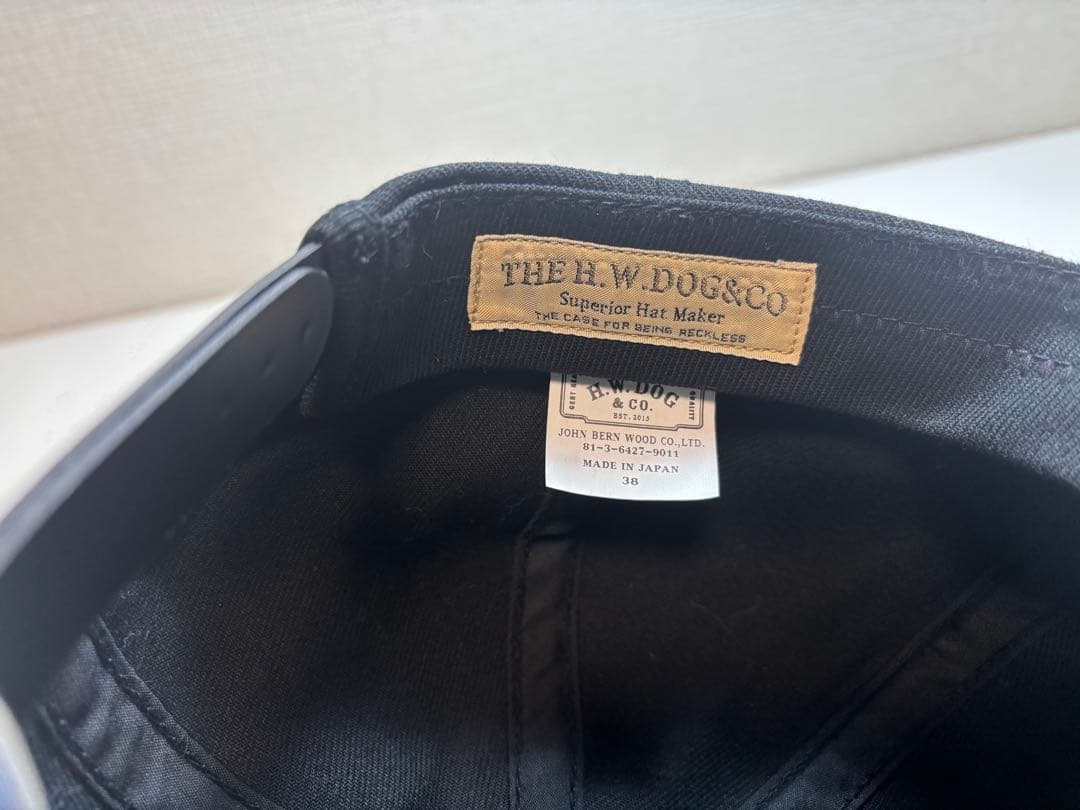 THE H.W.DOG&CO
Superior Hat Maker
THE CASE FOR BEING RECKLESS
H.W.DOG
& CO.
EST. 2015
QUALITY
JOHN BERN WOOD CO.,LTD.
81-3-6427-9011
MADE IN JAPAN
38